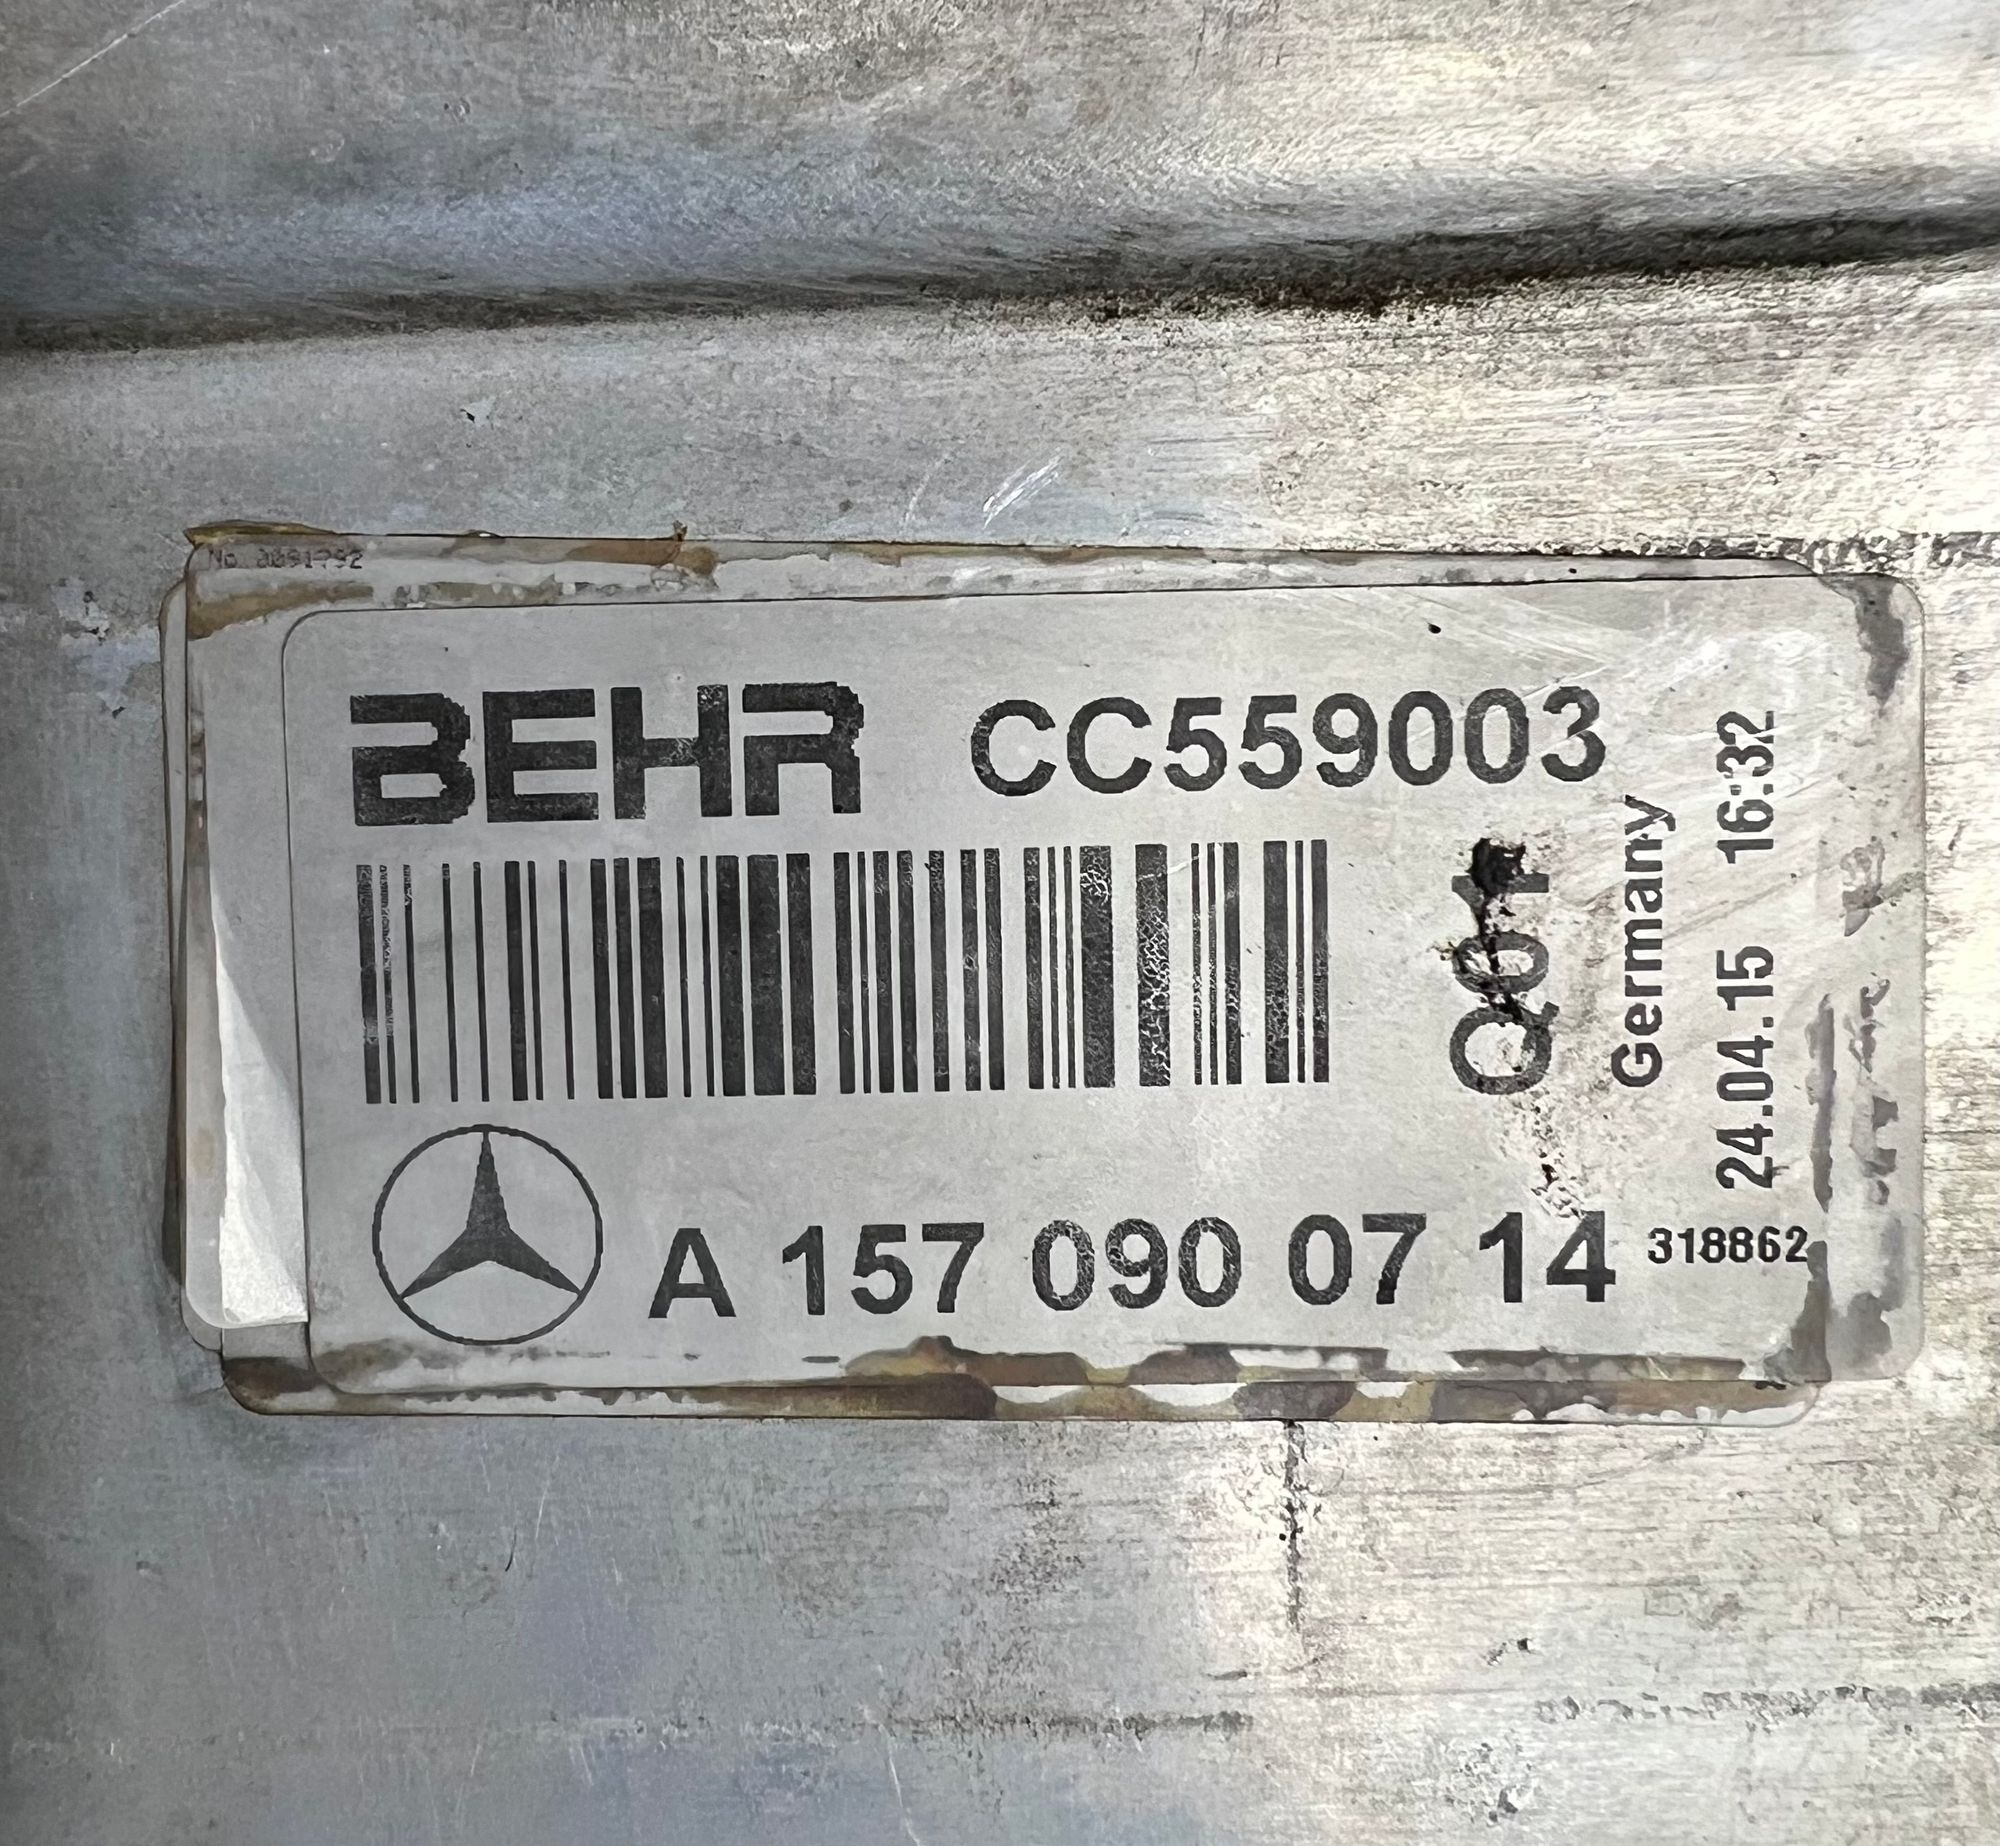 BEHR CC559003
Q01
Germany
24.04.15 16:32
A 157 090 07 14 318862